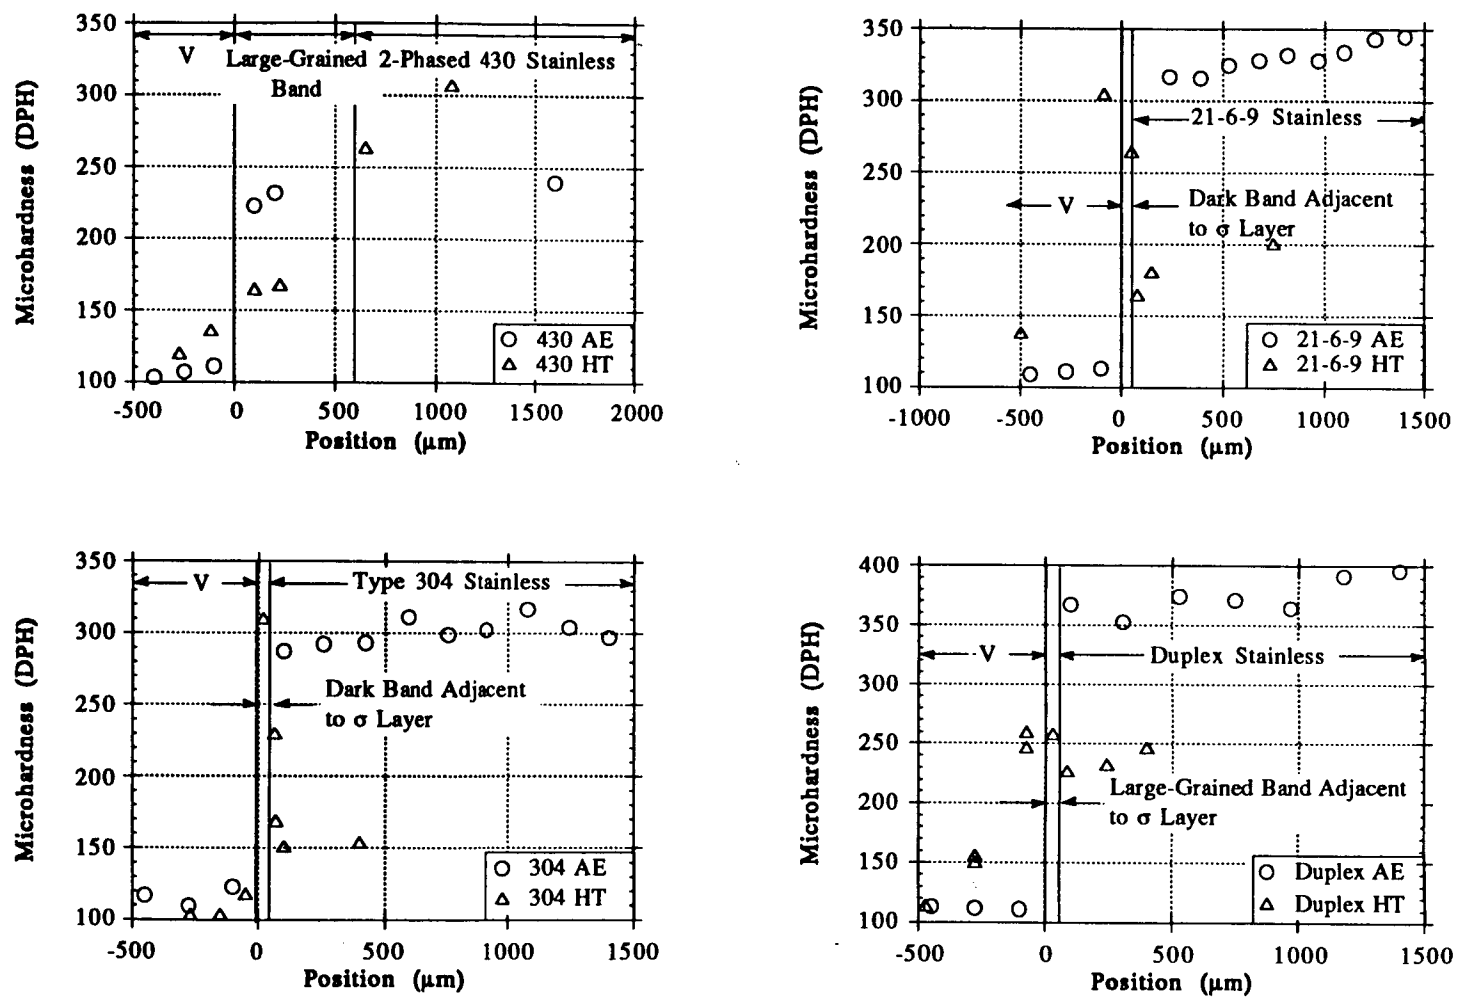 350
300
250
200
150
100
Microhardness (DPH)
V
Large-Grained
Band
2-Phased 430 Stainless
430 AE
430 HT
-500
0
500
1000
1500
2000
Position (μm)
350
300
250
200
150
100
Microhardness (DPH)
21-6-9 Stainless
V
Dark Band Adjacent
to σ Layer
21-6-9 AE
21-6-9 HT
-1000
-500
0
500
1000
1500
Position (μm)
350
300
250
200
150
100
Microhardness (DPH)
V
Type 304 Stainless
Dark Band Adjacent
to σ Layer
304 AE
304 HT
-500
0
500
1000
1500
Position (μm)
400
350
300
250
200
150
100
Microhardness (DPH)
V
Duplex Stainless
Large-Grained Band Adjacent
to σ Layer
Duplex AE
Duplex HT
-500
0
500
1000
1500
Position (μm)